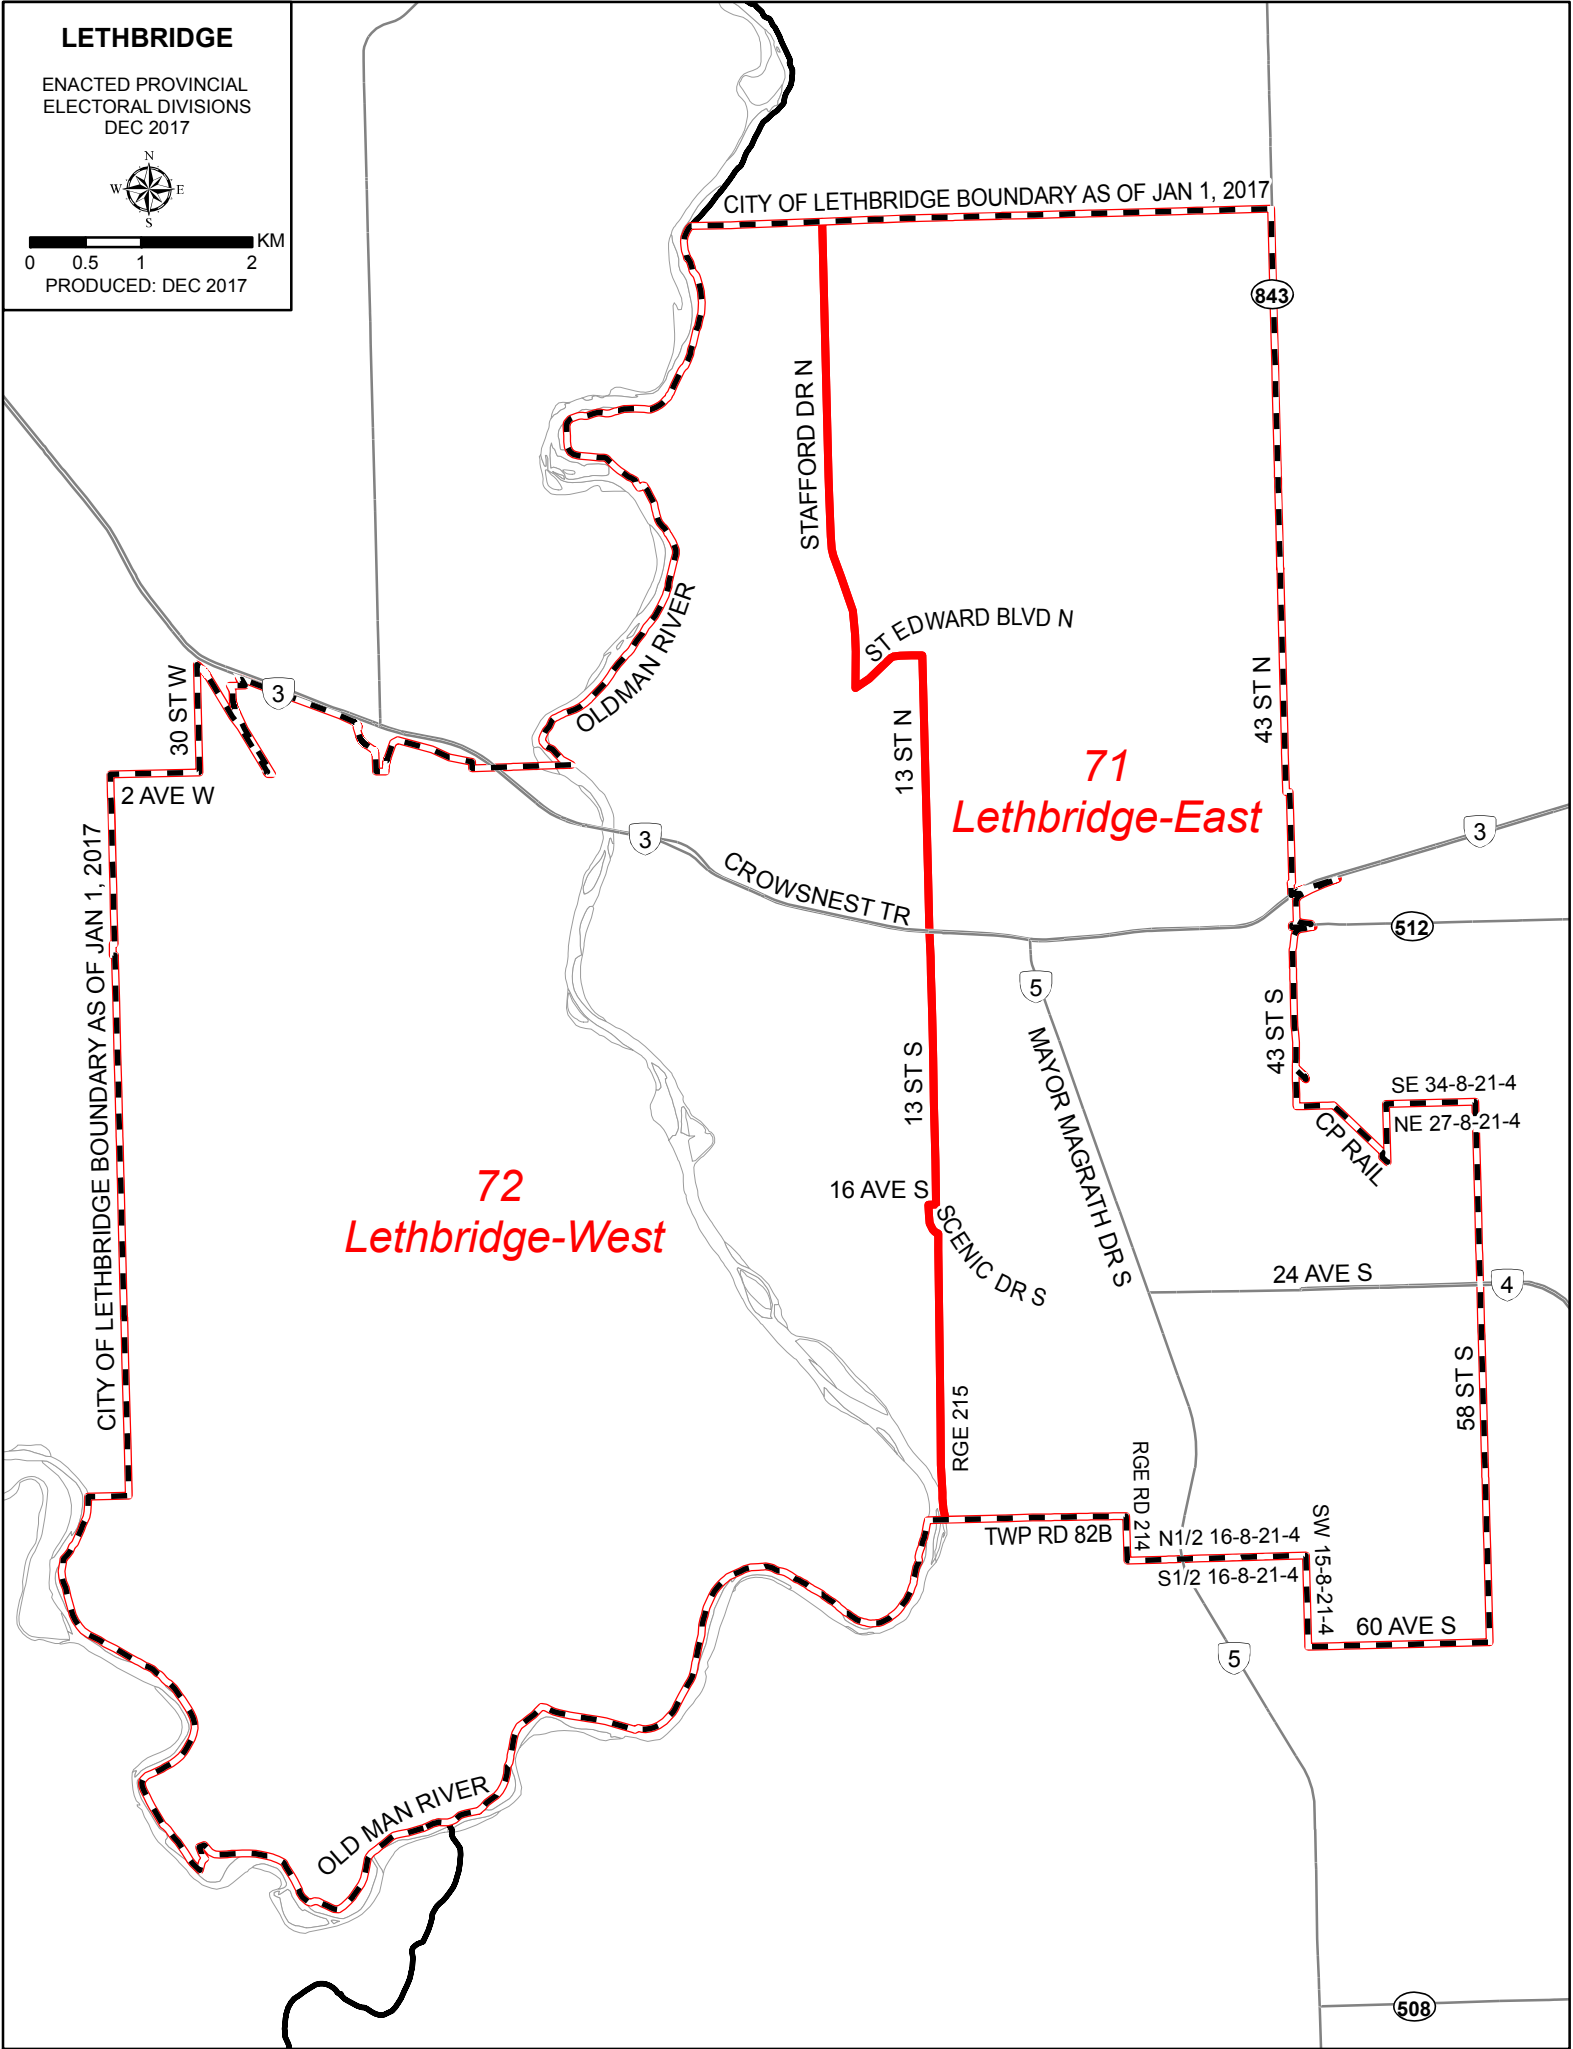 LETHBRIDGE
ENACTED PROVINCIAL
ELECTORAL DIVISIONS
DEC 2017
N
W E
S
KM
0 0.5 1 2
PRODUCED: DEC 2017
CITY OF LETHBRIDGE BOUNDARY AS OF JAN 1, 2017
843
STAFFORD DR N
ST EDWARD BLVD N
OLDMAN RIVER
43 ST N
30 ST W
3
2 AVE W
13 ST N
71
Lethbridge-East
3
3
CROWSNEST TR
512
5
CITY OF LETHBRIDGE BOUNDARY AS OF JAN 1, 2017
43 ST S
13 ST S
MAYOR MAGRATH DR S
SE 34-8-21-4
NE 27-8-21-4
CP RAIL
72
Lethbridge-West
16 AVE S
SCENIC DR S
24 AVE S
4
58 ST S
RGE 215
RGE RD 214
TWP RD 82B
N1/2 16-8-21-4
S1/2 16-8-21-4
SW 15-8-21-4
60 AVE S
5
OLD MAN RIVER
508